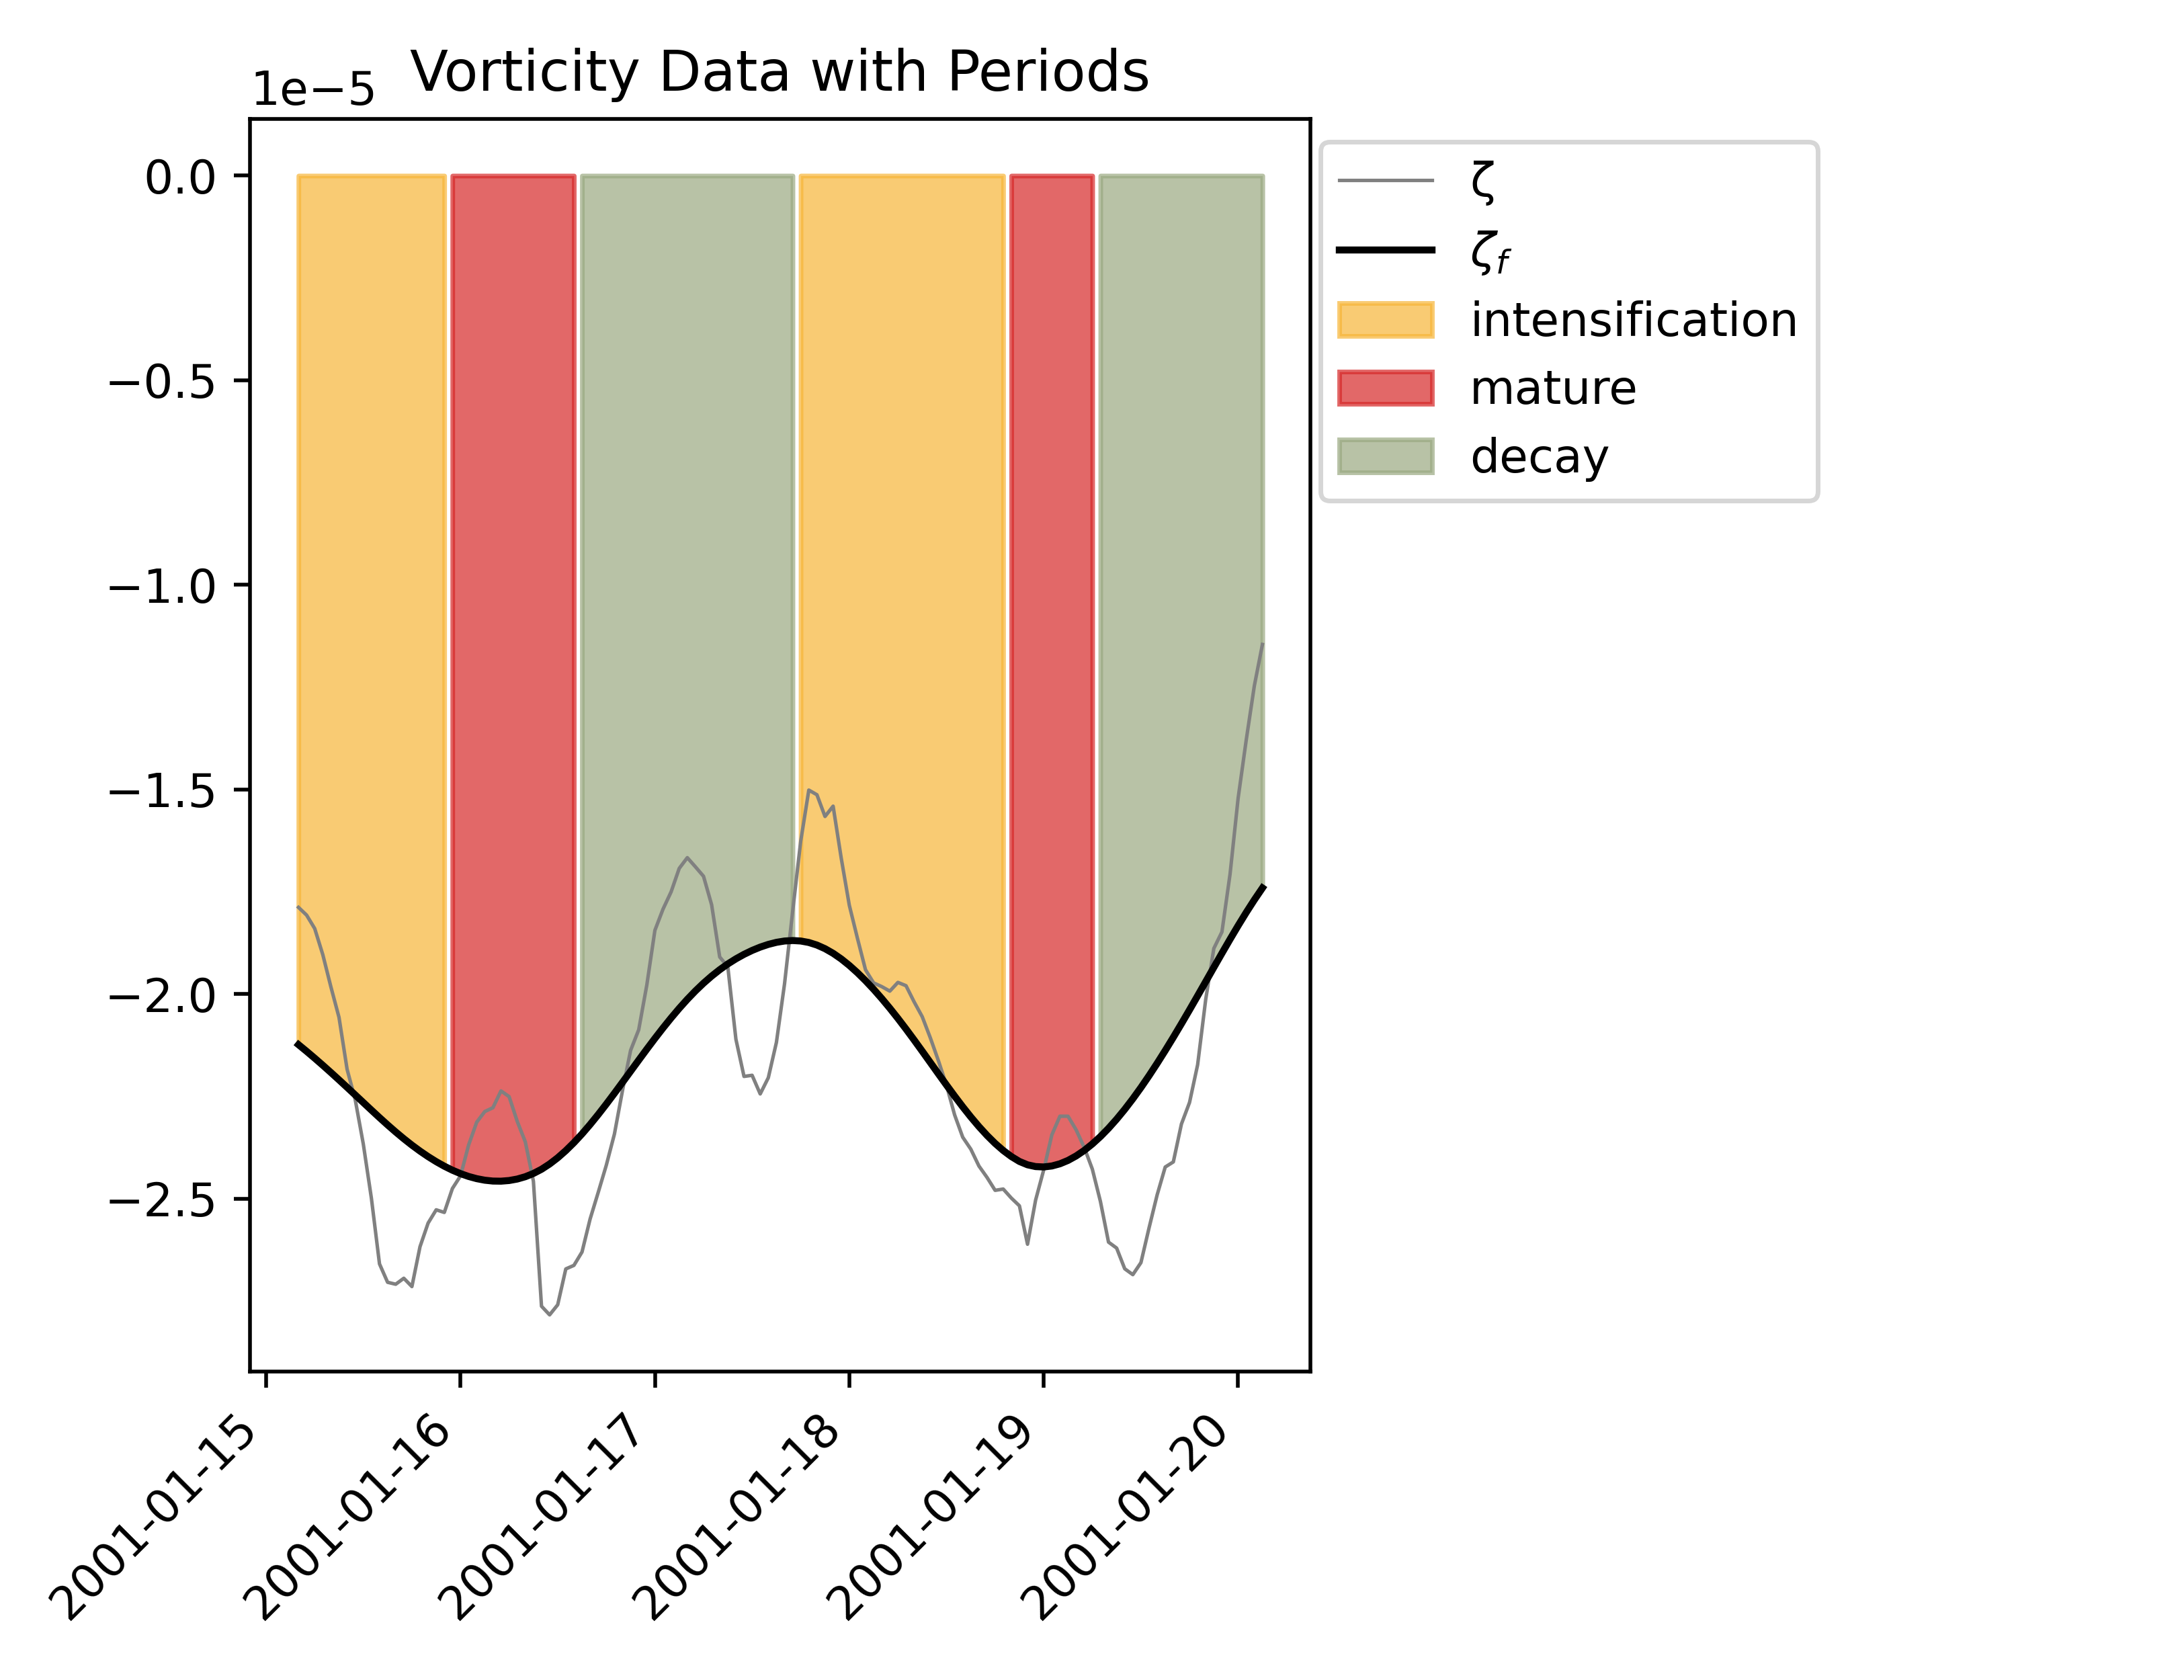 Vorticity Data with Periods
1e−5
0.0
−0.5
−1.0
−1.5
−2.0
−2.5
2001-01-15
2001-01-16
2001-01-17
2001-01-18
2001-01-19
2001-01-20
ζ
ζf
intensification
mature
decay